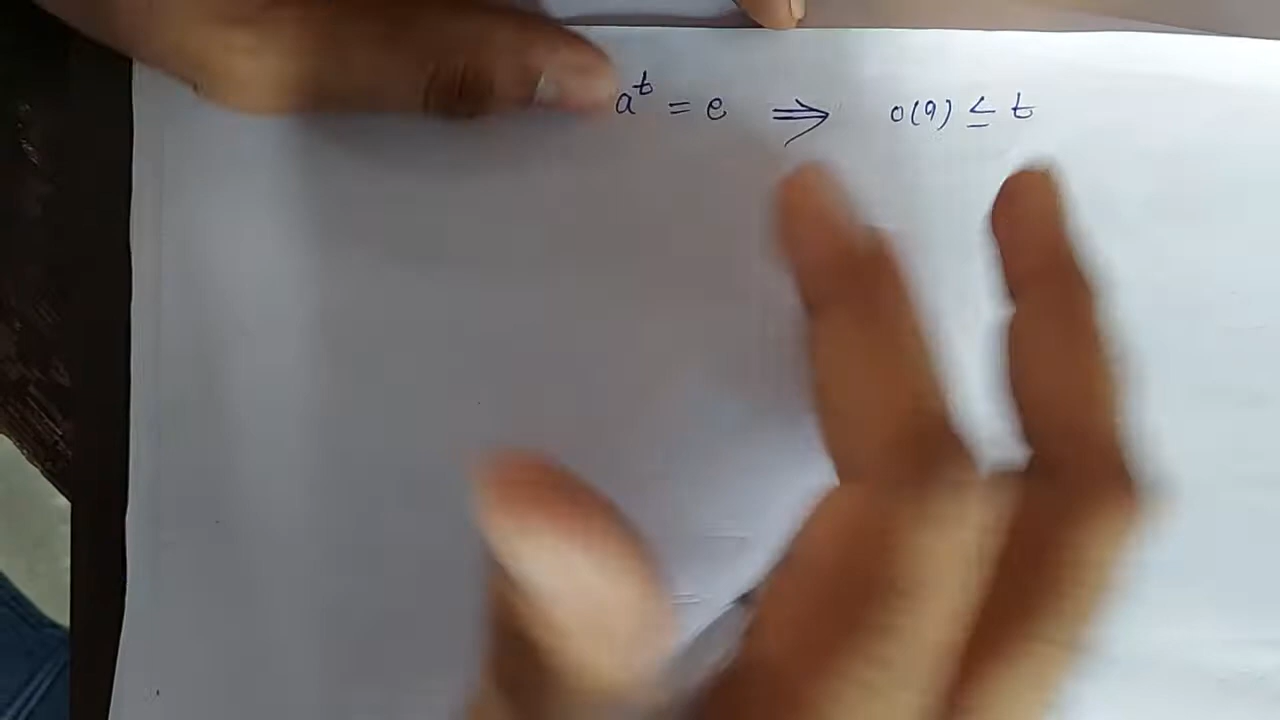 a^t = e ⟹ o(a) ≤ t